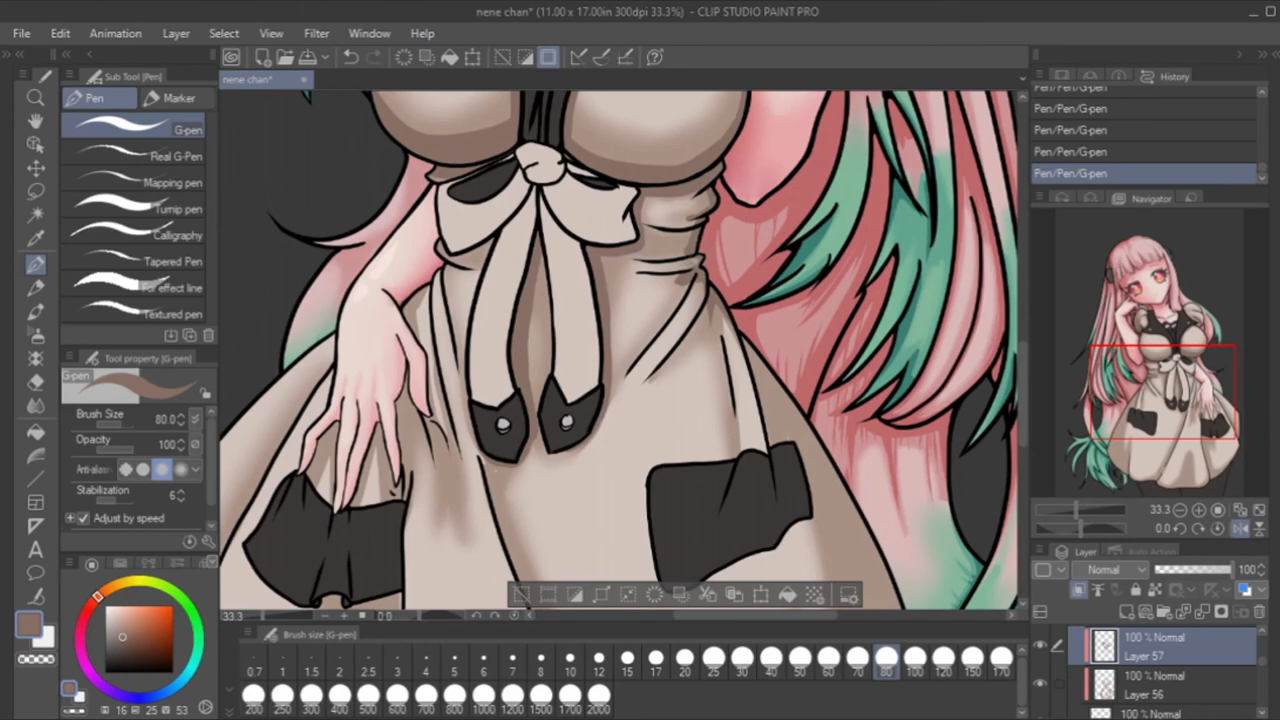 nene chan* (11.00 x 17.00in 300dpi 33.3%) - CLIP STUDIO PAINT PRO
File Edit Animation Layer Select View Filter Window Help
Sub Tool [Pen]
nene chan*
History
Pen Marker
G-pen
Real G-Pen
Mapping pen
Turnip pen
Calligraphy
Tapered Pen
For effect line
Textured pen
Tool property [G-pen]
G-pen
Brush Size 80.0
Opacity 100
Stabilization 6
Adjust by speed
16 25 53
33.3 0.0
Brush size [G-pen]
0.7 1 1.5 2 2.5 3 4 5 6 7 8 10 12 15 17 20 25 30 40 50 60 70 80 100 120 150 170
200 250 300 400 500 600 700 800 1000 1200 1500 1700 2000
Pen/Pen/G-pen
Pen/Pen/G-pen
Pen/Pen/G-pen
Pen/Pen/G-pen
Pen/Pen/G-pen
Navigator
33.3
0.0
Layer Auto Action
Normal 100
100 % Normal
Layer 57
100 % Normal
Layer 56
100 % Normal